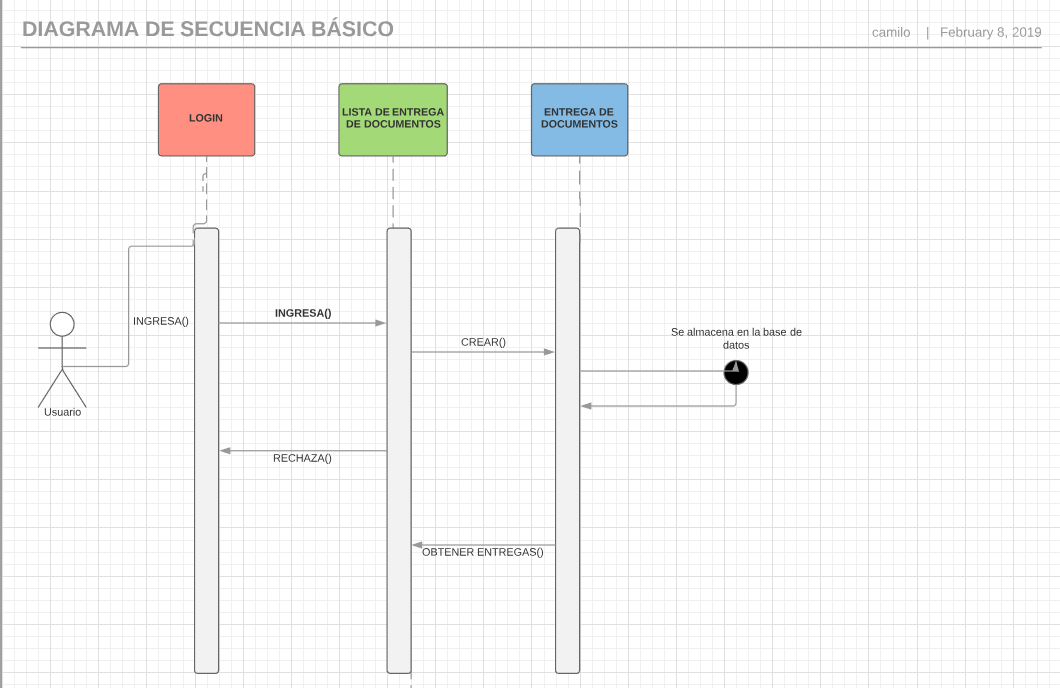 DIAGRAMA DE SECUENCIA BÁSICO
camilo | February 8, 2019
LOGIN
LISTA DE ENTREGA
DE DOCUMENTOS
ENTREGA DE
DOCUMENTOS
INGRESA()
INGRESA()
CREAR()
Se almacena en la base de
datos
Usuario
RECHAZA()
OBTENER ENTREGAS()